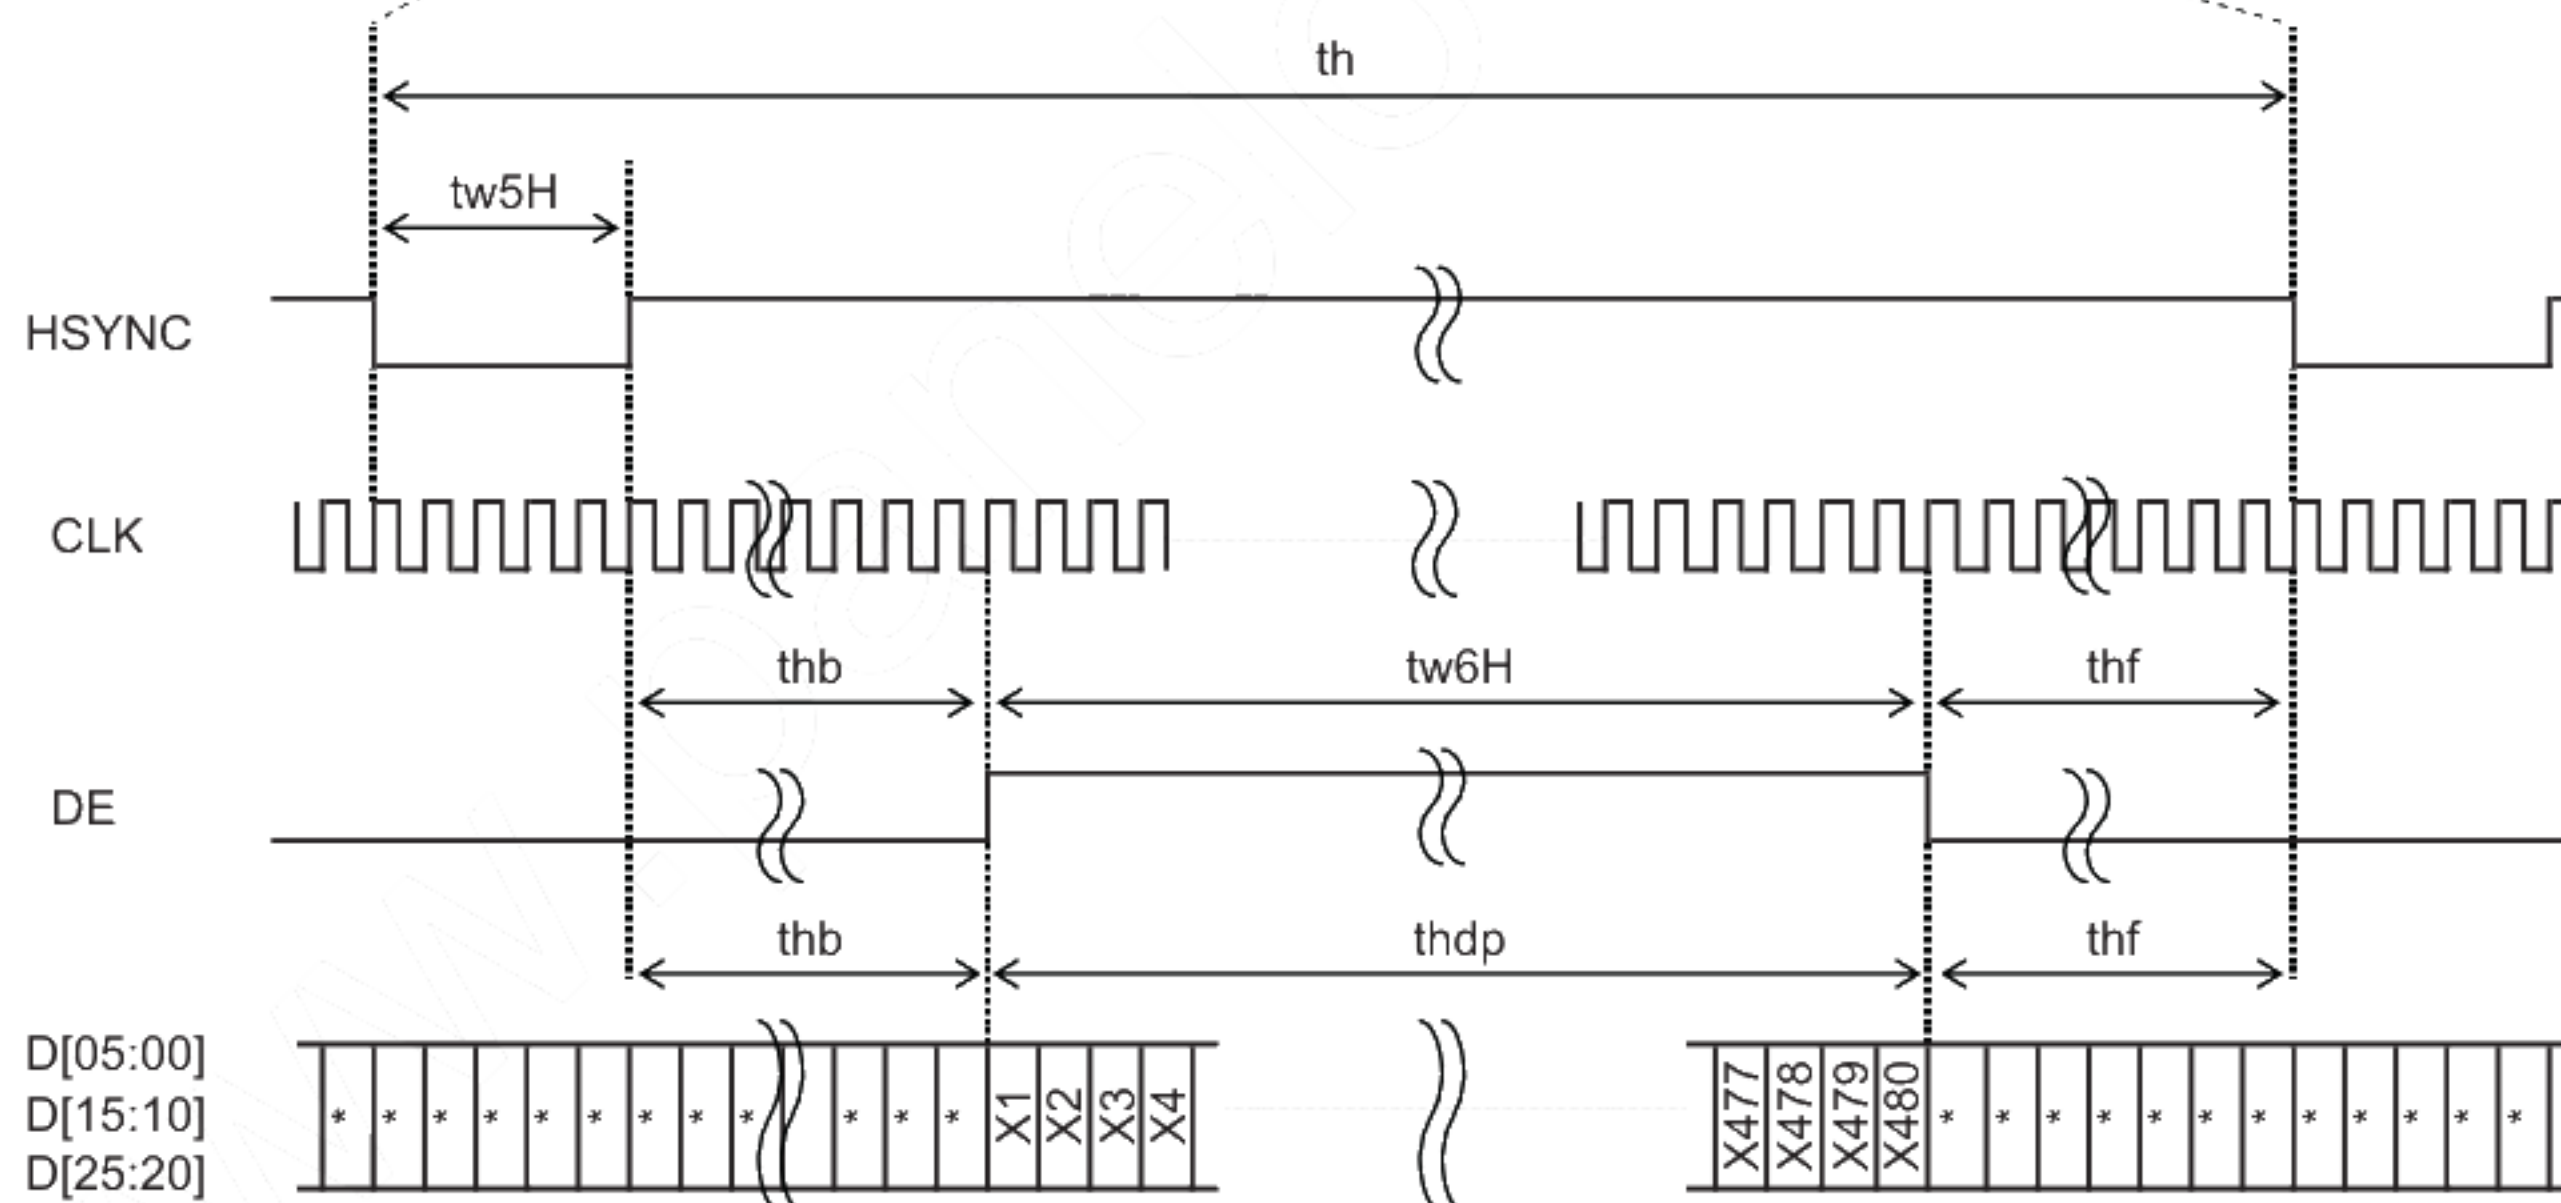 th
tw5H
HSYNC
CLK
thb tw6H thf
DE
thb thdp thf
D[05:00]
D[15:10]
D[25:20]
* * * * * * * * * * * * X1 X2 X3 X4 X477 X478 X479 X480 * * * * * * * * * * * *